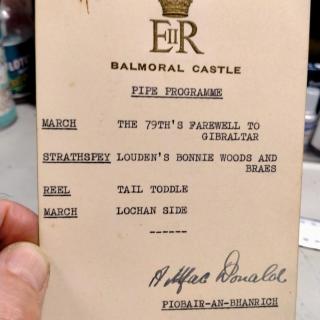 EIIR
BALMORAL CASTLE
PIPE PROGRAMME
MARCH THE 79TH'S FAREWELL TO
GIBRALTAR
STRATHSPEY LOUDEN'S BONNIE WOODS AND
BRAES
REEL TAIL TODDLE
MARCH LOCHAN SIDE
------
A MacDonald
PIOBAIR-AN-BHANRICH